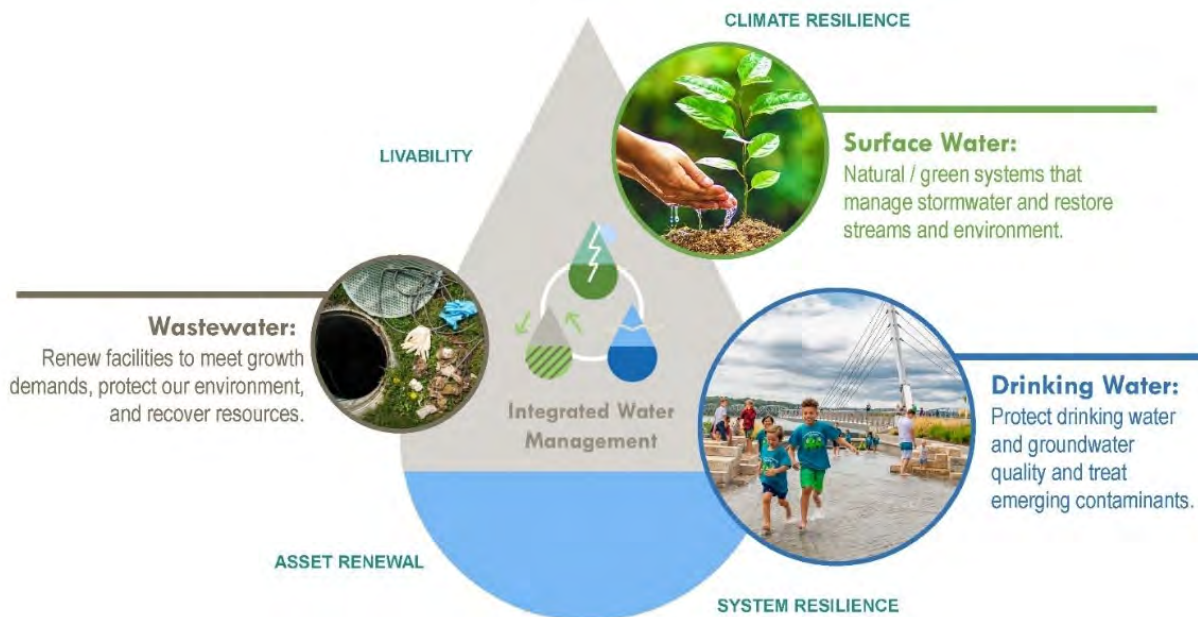 CLIMATE RESILIENCE
LIVABILITY
Surface Water:
Natural / green systems that
manage stormwater and restore
streams and environment.
Wastewater:
Renew facilities to meet growth
demands, protect our environment,
and recover resources.
Integrated Water
Management
Drinking Water:
Protect drinking water
and groundwater
quality and treat
emerging contaminants.
ASSET RENEWAL
SYSTEM RESILIENCE